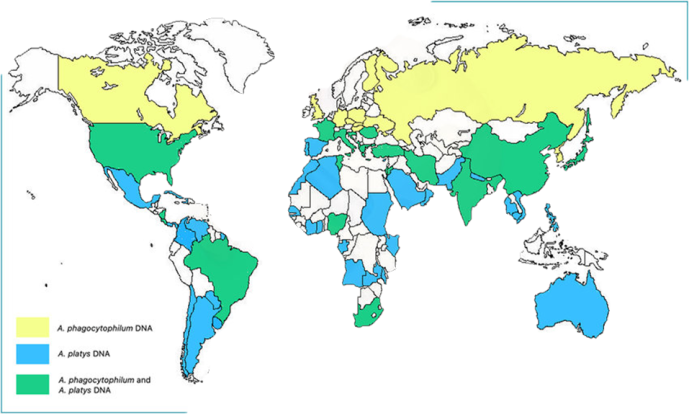 A. phagocytophilum DNA
A. platys DNA
A. phagocytophilum and
A. platys DNA